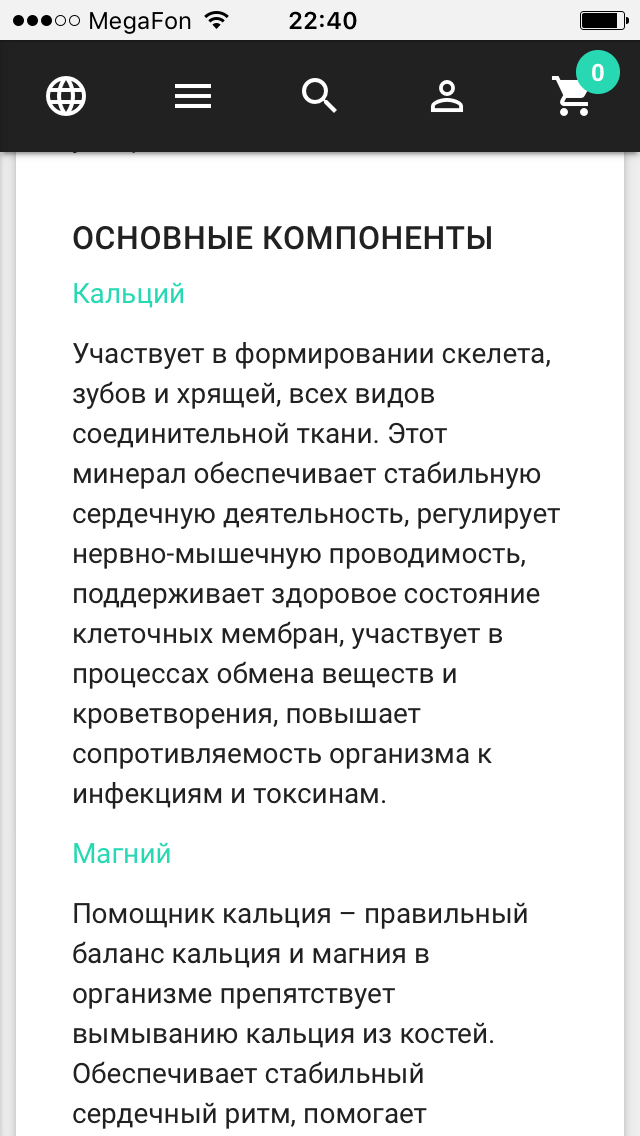 MegaFon 22:40
0
ОСНОВНЫЕ КОМПОНЕНТЫ
Кальций
Участвует в формировании скелета,
зубов и хрящей, всех видов
соединительной ткани. Этот
минерал обеспечивает стабильную
сердечную деятельность, регулирует
нервно-мышечную проводимость,
поддерживает здоровое состояние
клеточных мембран, участвует в
процессах обмена веществ и
кроветворения, повышает
сопротивляемость организма к
инфекциям и токсинам.
Магний
Помощник кальция – правильный
баланс кальция и магния в
организме препятствует
вымыванию кальция из костей.
Обеспечивает стабильный
сердечный ритм, помогает